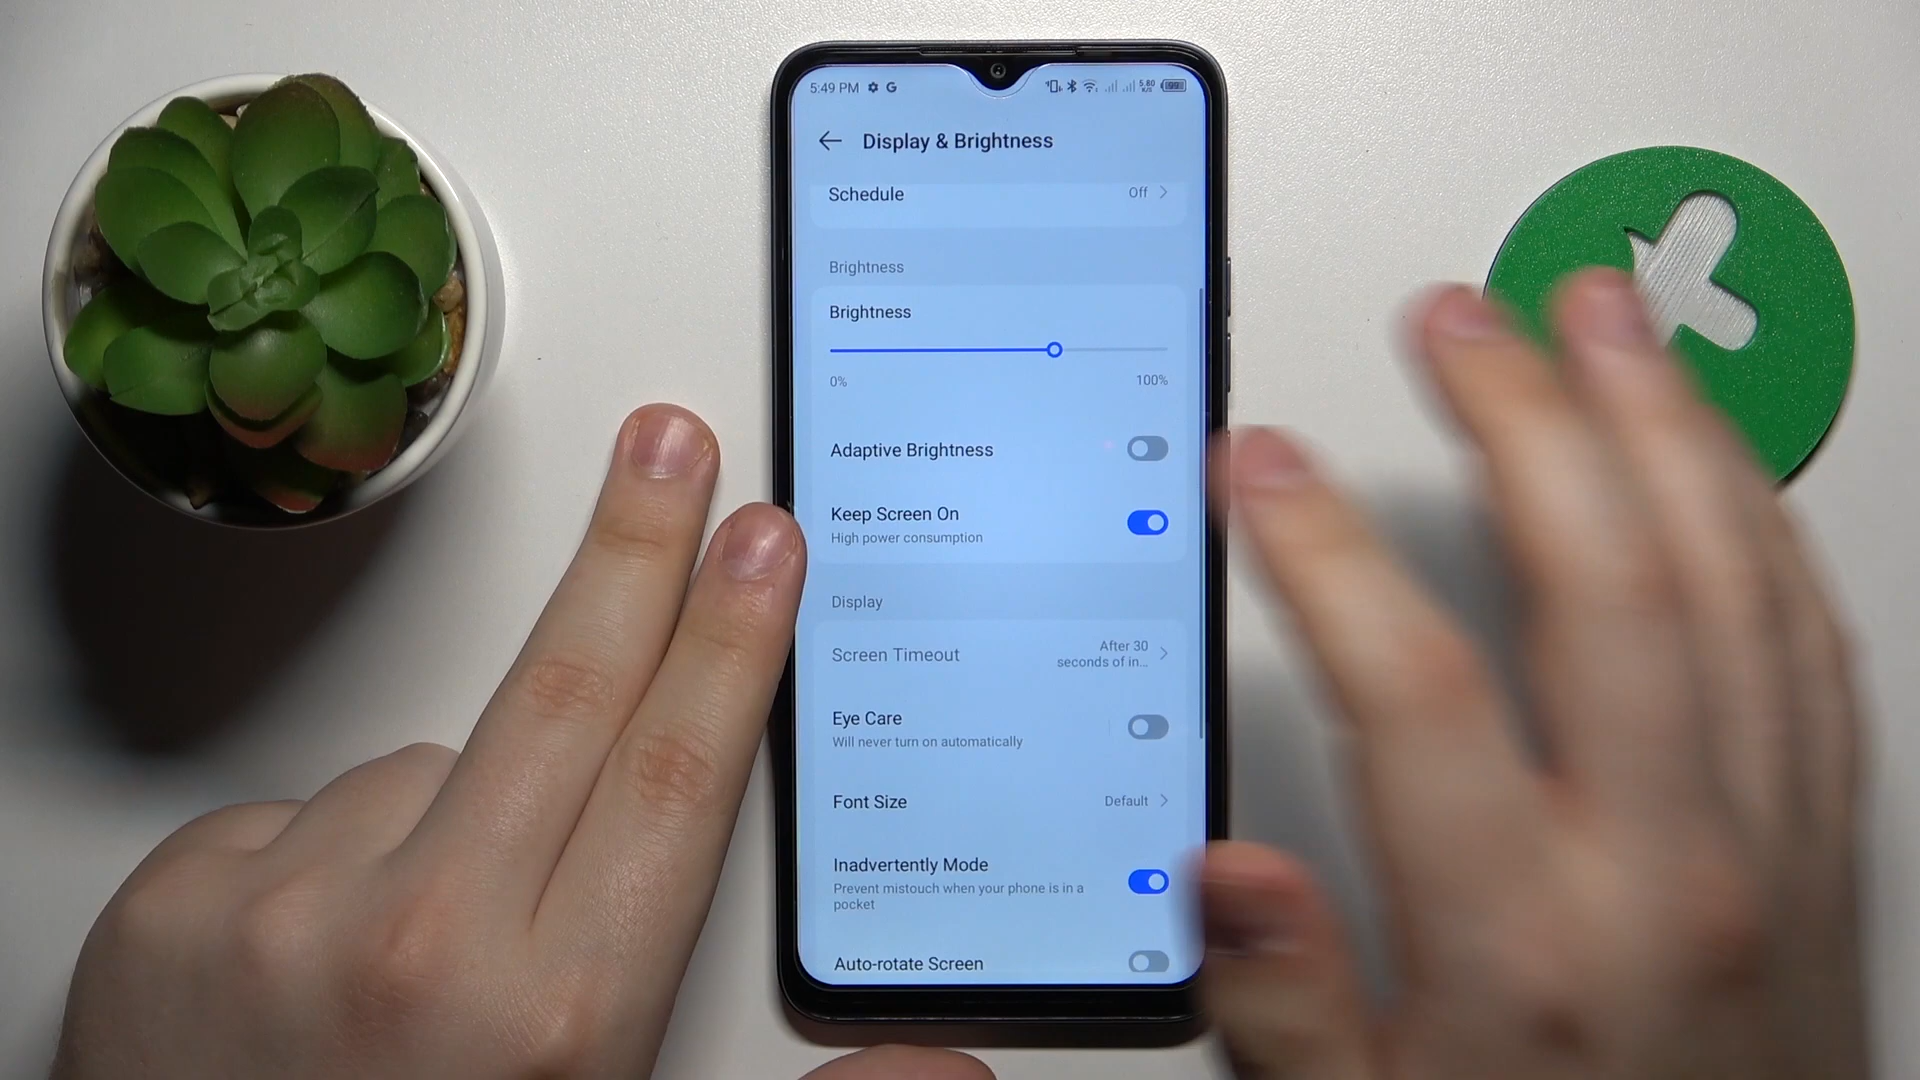 5:49 PM G 5.80 K/S
Display & Brightness
Schedule Off
Brightness
Brightness
0% 100%
Adaptive Brightness
Keep Screen On
High power consumption
Display
Screen Timeout After 30
seconds of in...
Eye Care
Will never turn on automatically
Font Size Default
Inadvertently Mode
Prevent mistouch when your phone is in a
pocket
Auto-rotate Screen